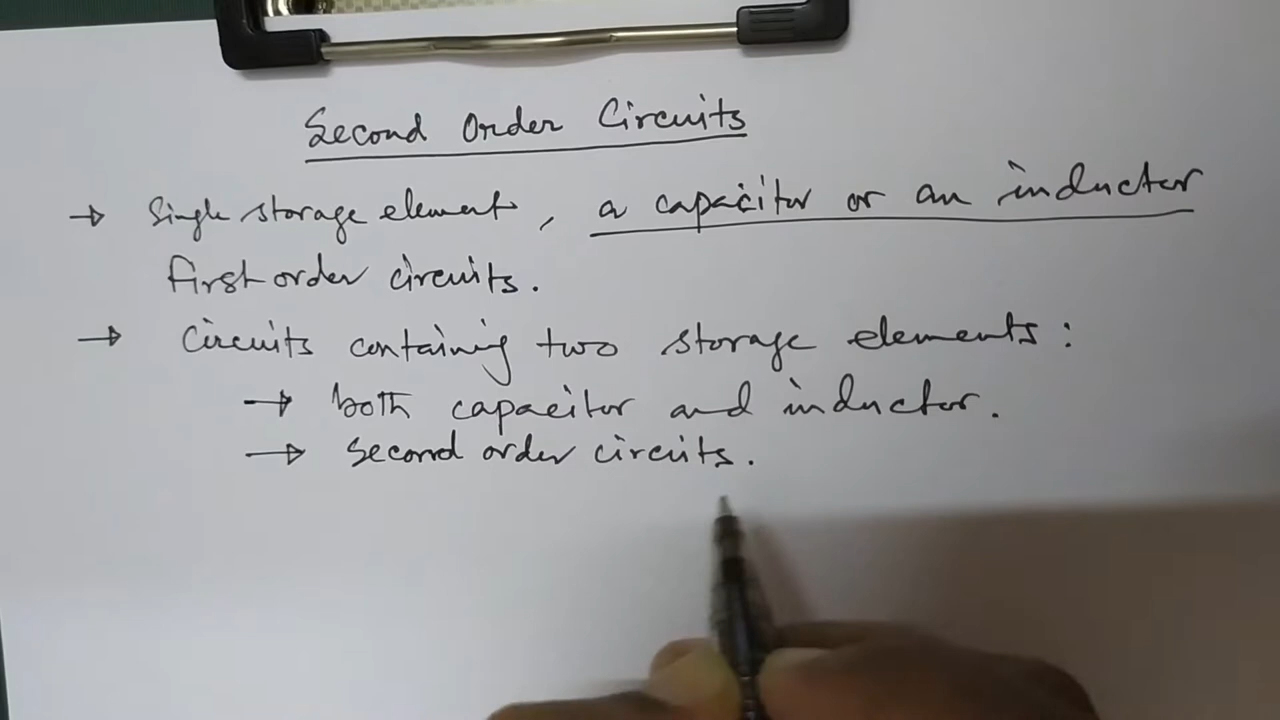 Second Order Circuits
→ Single storage element, a capacitor or an inductor
first order circuits.
→ Circuits containing two storage elements:
→ both capacitor and inductor.
→ Second order circuits.